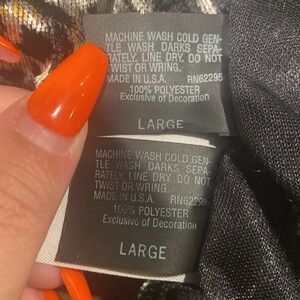 MACHINE WASH COLD GEN-
TLE WASH DARKS SEPA-
RATELY. LINE DRY. DO NOT
TWIST OR WRING.
MADE IN U.S.A. RN62295
100% POLYESTER
Exclusive of Decoration
LARGE
MACHINE WASH COLD GEN-
TLE WASH DARKS SEPA-
RATELY. LINE DRY. DO NOT
TWIST OR WRING.
MADE IN U.S.A. RN62295
100% POLYESTER
Exclusive of Decoration
LARGE